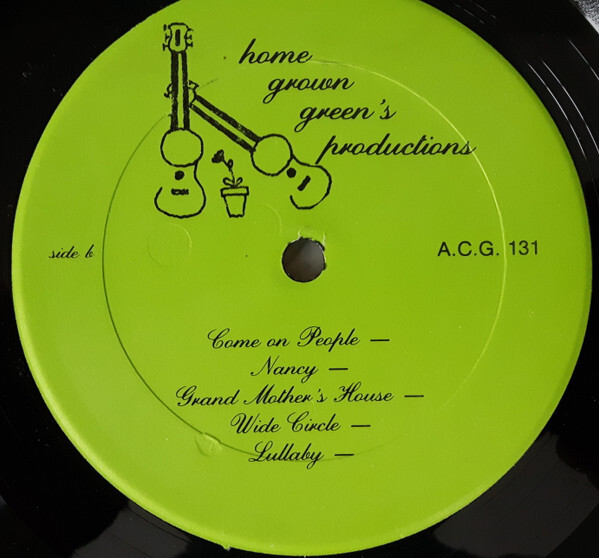 home
grown
green's
productions
side b
A.C.G. 131
Come on People —
Nancy —
Grand Mother's House —
Wide Circle —
Lullaby —